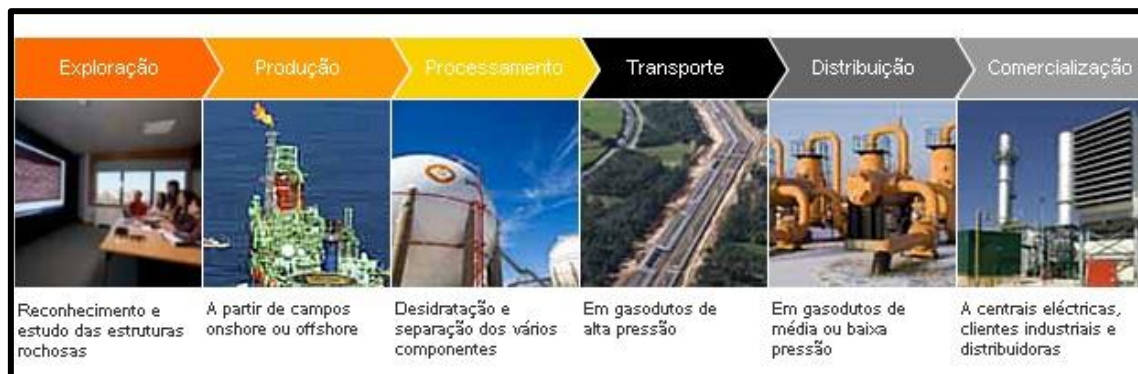 Exploração
Produção
Processamento
Transporte
Distribuição
Comercialização
Reconhecimento e
estudo das estruturas
rochosas
A partir de campos
onshore ou offshore
Desidratação e
separação dos vários
componentes
Em gasodutos de
alta pressão
Em gasodutos de
média ou baixa
pressão
A centrais eléctricas,
clientes industriais e
distribuidoras